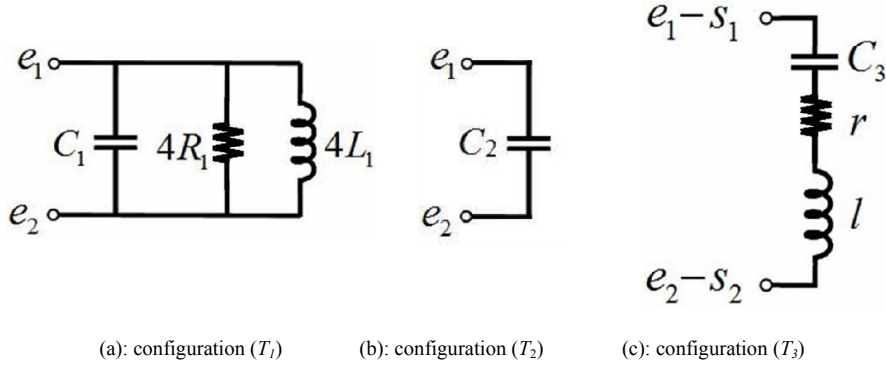 e₁
C₁
4R₁
4L₁
e₂
e₁
C₂
e₂
e₁−s₁
C₃
r
l
e₂−s₂
(a): configuration (T₁) (b): configuration (T₂) (c): configuration (T₃)